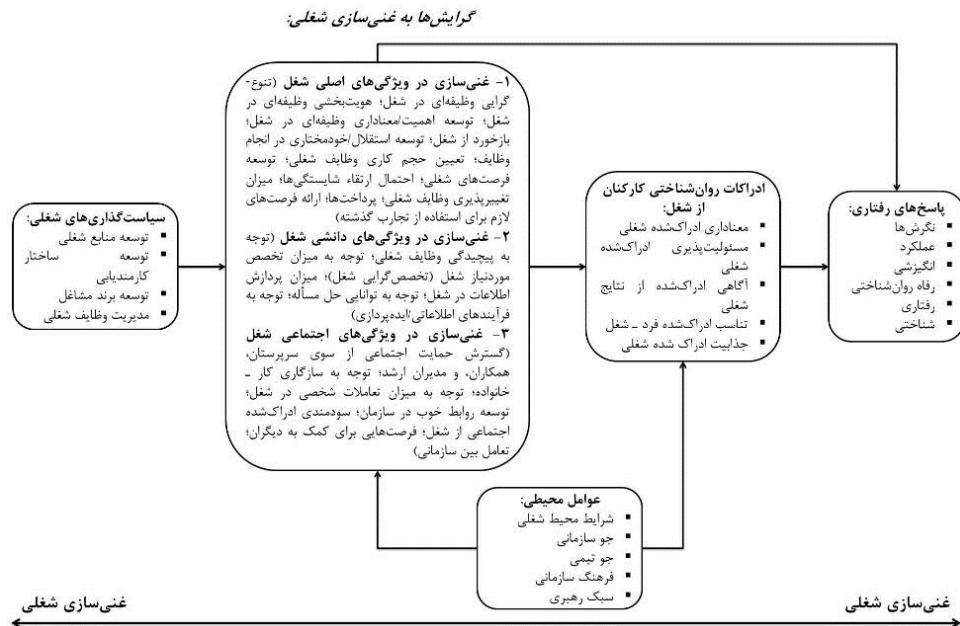 گرایش‌ها به غنی‌سازی شغلی:
۱- غنی‌سازی در ویژگی‌های اصلی شغل (تنوع-
گرایی وظیفه‌ای در شغل؛ هویت‌بخشی وظیفه‌ای در
شغل؛ توسعه اهمیت/معناداری وظیفه‌ای در شغل؛
بازخورد از شغل؛ توسعه استقلال/خودمختاری در انجام
وظایف؛ تعیین حجم کاری وظایف شغلی؛ توسعه
فرصت‌های شغلی؛ احتمال ارتقاء شایستگی‌ها؛ میزان
تغییرپذیری وظایف شغلی؛ پرداخت‌ها؛ ارائه فرصت‌های
لازم برای استفاده از تجارب گذشته)
۲- غنی‌سازی در ویژگی‌های دانشی شغل (توجه
به پیچیدگی وظایف شغلی؛ توجه به میزان تخصص
موردنیاز شغل (تخصص‌گرایی شغل)؛ میزان پردازش
اطلاعات در شغل؛ توجه به توانایی حل مسأله؛ توجه به
فرآیندهای اطلاعاتی/ایده‌پردازی)
۳- غنی‌سازی در ویژگی‌های اجتماعی شغل
(گسترش حمایت اجتماعی از سوی سرپرستان،
همکاران، و مدیران ارشد؛ توجه به سازگاری کار ـ
خانواده؛ توجه به میزان تعاملات شخصی در شغل؛
توسعه روابط خوب در سازمان؛ سودمندی ادراک‌شده
اجتماعی از شغل؛ فرصت‌هایی برای کمک به دیگران؛
تعامل بین سازمانی)
سیاست‌گذاری‌های شغلی:
▪ توسعه منابع شغلی
▪ توسعه ساختار
کارمندیابی
▪ توسعه برند مشاغل
▪ مدیریت وظایف شغلی
ادراکات روان‌شناختی کارکنان
از شغل:
▪ معناداری ادراک‌شده شغلی
▪ مسئولیت‌پذیری ادراک‌شده
شغلی
▪ آگاهی ادراک‌شده از نتایج
شغلی
▪ تناسب ادراک‌شده فرد ـ شغل
▪ جذابیت ادراک شده شغلی
پاسخ‌های رفتاری:
▪ نگرش‌ها
▪ عملکرد
▪ انگیزشی
▪ رفاه روان‌شناختی
▪ رفتاری
▪ شناختی
عوامل محیطی:
▪ شرایط محیط شغلی
▪ جو سازمانی
▪ جو تیمی
▪ فرهنگ سازمانی
▪ سبک رهبری
غنی‌سازی شغلی
غنی‌سازی شغلی